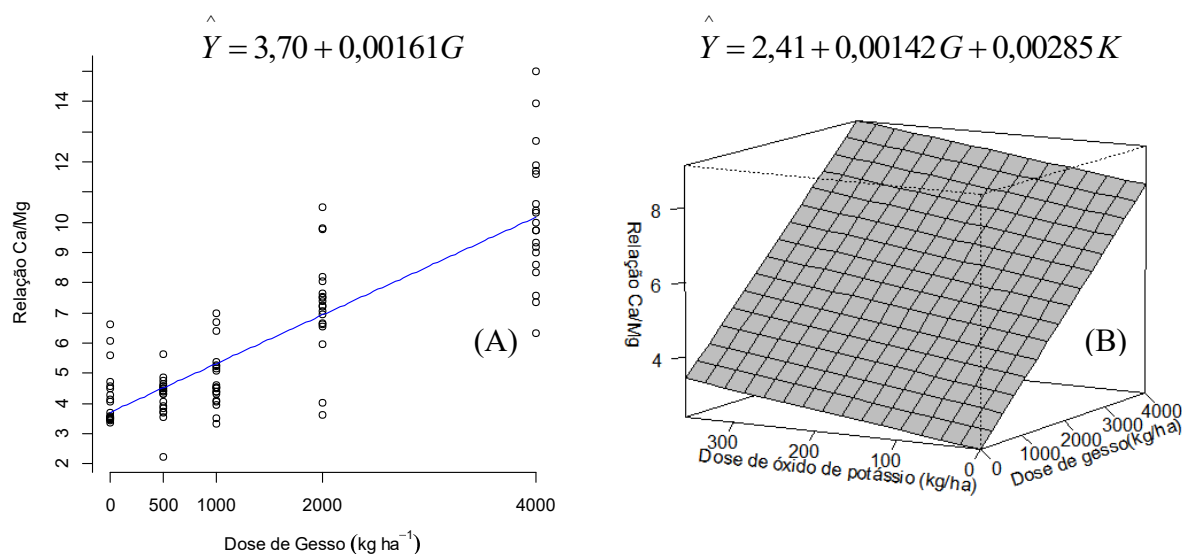 Ŷ = 3,70 + 0,00161G
Relação Ca/Mg
14
12
10
9
8
7
6
5
4
3
2
(A)
0 500 1000 2000 4000
Dose de Gesso (kg ha⁻¹)
Ŷ = 2,41 + 0,00142G + 0,00285K
Relação Ca/Mg
8
6
4
(B)
300 200 100 0
Dose de óxido de potássio (kg/ha)
0 1000 2000 3000 4000
Dose de gesso(kg/ha)